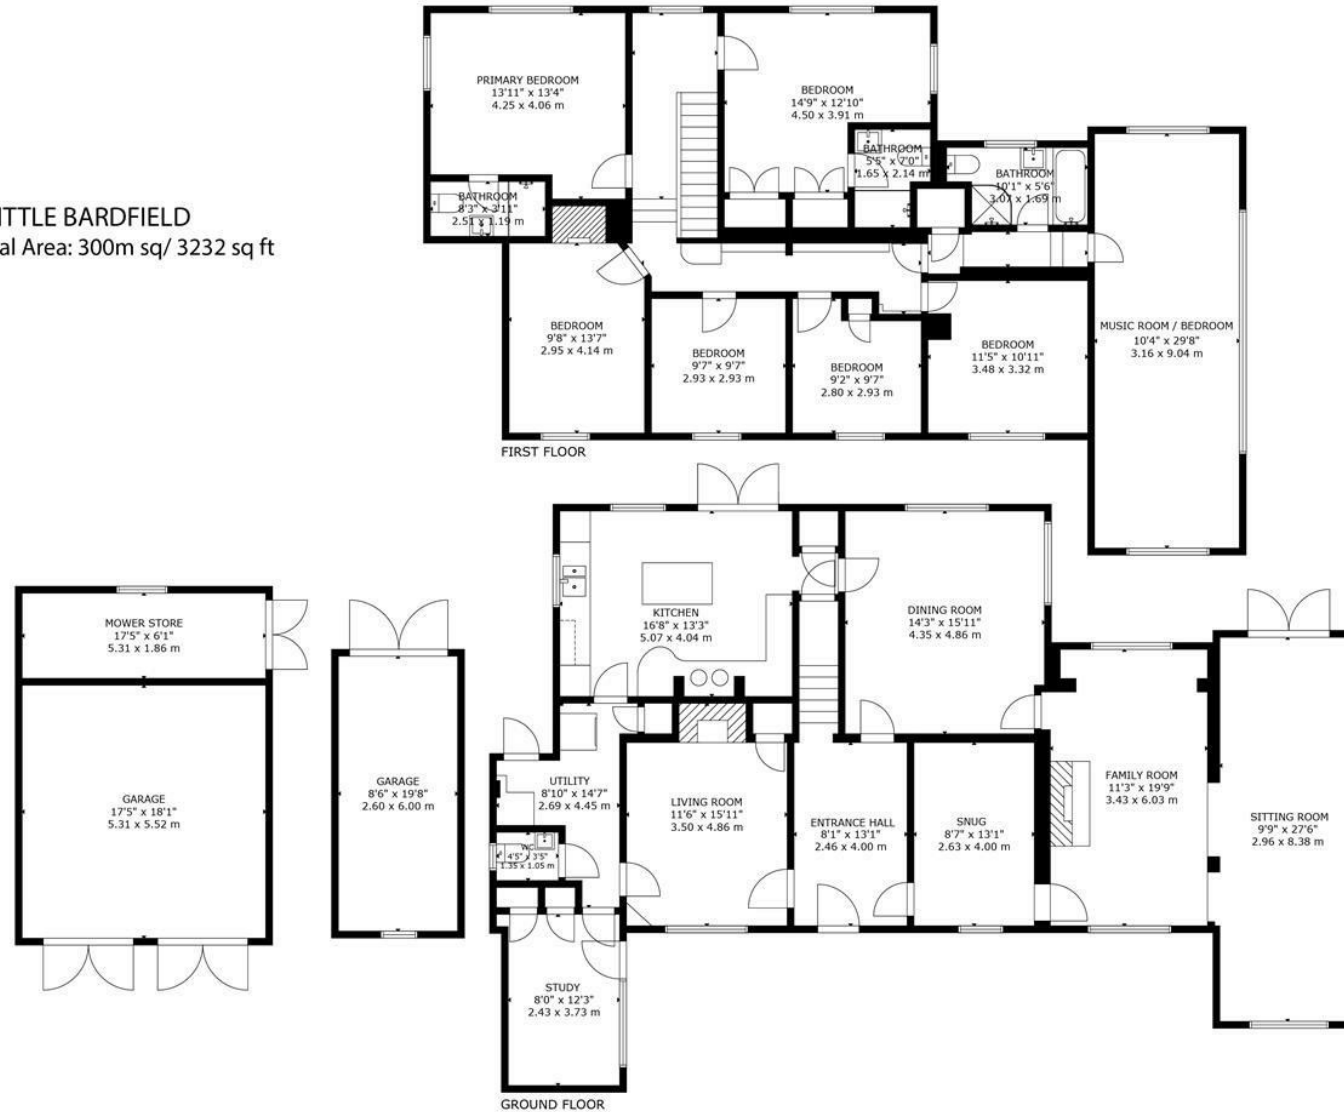 ITTLE BARDFIELD
al Area: 300m sq/ 3232 sq ft
PRIMARY BEDROOM
13'11" x 13'4"
4.25 x 4.06 m
BEDROOM
14'9" x 12'10"
4.50 x 3.91 m
BATHROOM
5'5" x 7'0"
1.65 x 2.14 m
BATHROOM
10'1" x 5'6"
3.07 x 1.69 m
BATHROOM
8'3" x 3'11"
2.51 x 1.19 m
BEDROOM
9'8" x 13'7"
2.95 x 4.14 m
BEDROOM
9'7" x 9'7"
2.93 x 2.93 m
BEDROOM
9'2" x 9'7"
2.80 x 2.93 m
BEDROOM
11'5" x 10'11"
3.48 x 3.32 m
MUSIC ROOM / BEDROOM
10'4" x 29'8"
3.16 x 9.04 m
FIRST FLOOR
MOWER STORE
17'5" x 6'1"
5.31 x 1.86 m
GARAGE
17'5" x 18'1"
5.31 x 5.52 m
GARAGE
8'6" x 19'8"
2.60 x 6.00 m
KITCHEN
16'8" x 13'3"
5.07 x 4.04 m
DINING ROOM
14'3" x 15'11"
4.35 x 4.86 m
UTILITY
8'10" x 14'7"
2.69 x 4.45 m
LIVING ROOM
11'6" x 15'11"
3.50 x 4.86 m
ENTRANCE HALL
8'1" x 13'1"
2.46 x 4.00 m
SNUG
8'7" x 13'1"
2.63 x 4.00 m
FAMILY ROOM
11'3" x 19'9"
3.43 x 6.03 m
SITTING ROOM
9'9" x 27'6"
2.96 x 8.38 m
WC
4'5" x 3'5"
1.35 x 1.05 m
STUDY
8'0" x 12'3"
2.43 x 3.73 m
GROUND FLOOR